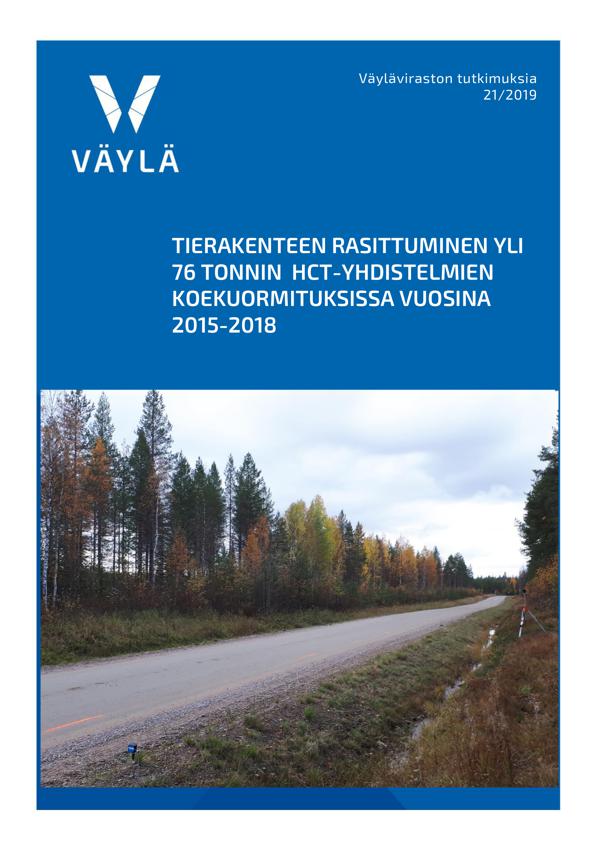 Väyläviraston tutkimuksia
21/2019
VÄYLÄ
TIERAKENTEEN RASITTUMINEN YLI
76 TONNIN HCT-YHDISTELMIEN
KOEKUORMITUKSISSA VUOSINA
2015-2018